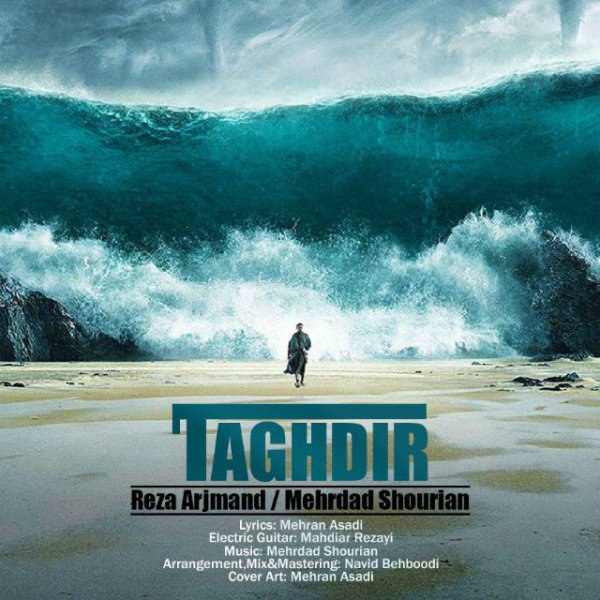 TAGHDIR
Reza Arjmand / Mehrdad Shourian
Lyrics: Mehran Asadi
Electric Guitar: Mahdiar Rezayi
Music: Mehrdad Shourian
Arrangement,Mix&Mastering: Navid Behboodi
Cover Art: Mehran Asadi